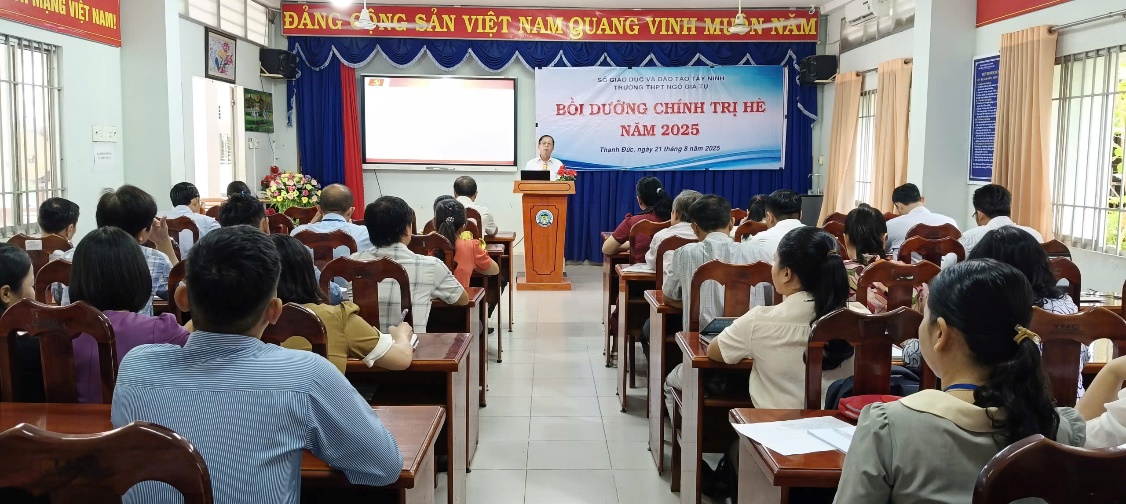 MẠNG VIỆT NAM!
ĐẢNG CỘNG SẢN VIỆT NAM QUANG VINH MUÔN NĂM
SỞ GIÁO DỤC VÀ ĐÀO TẠO TÂY NINH
TRƯỜNG THPT NGÔ GIA TỰ
BỒI DƯỠNG CHÍNH TRỊ HÈ
NĂM 2025
Thạnh Đức, ngày 21 tháng 8 năm 2025